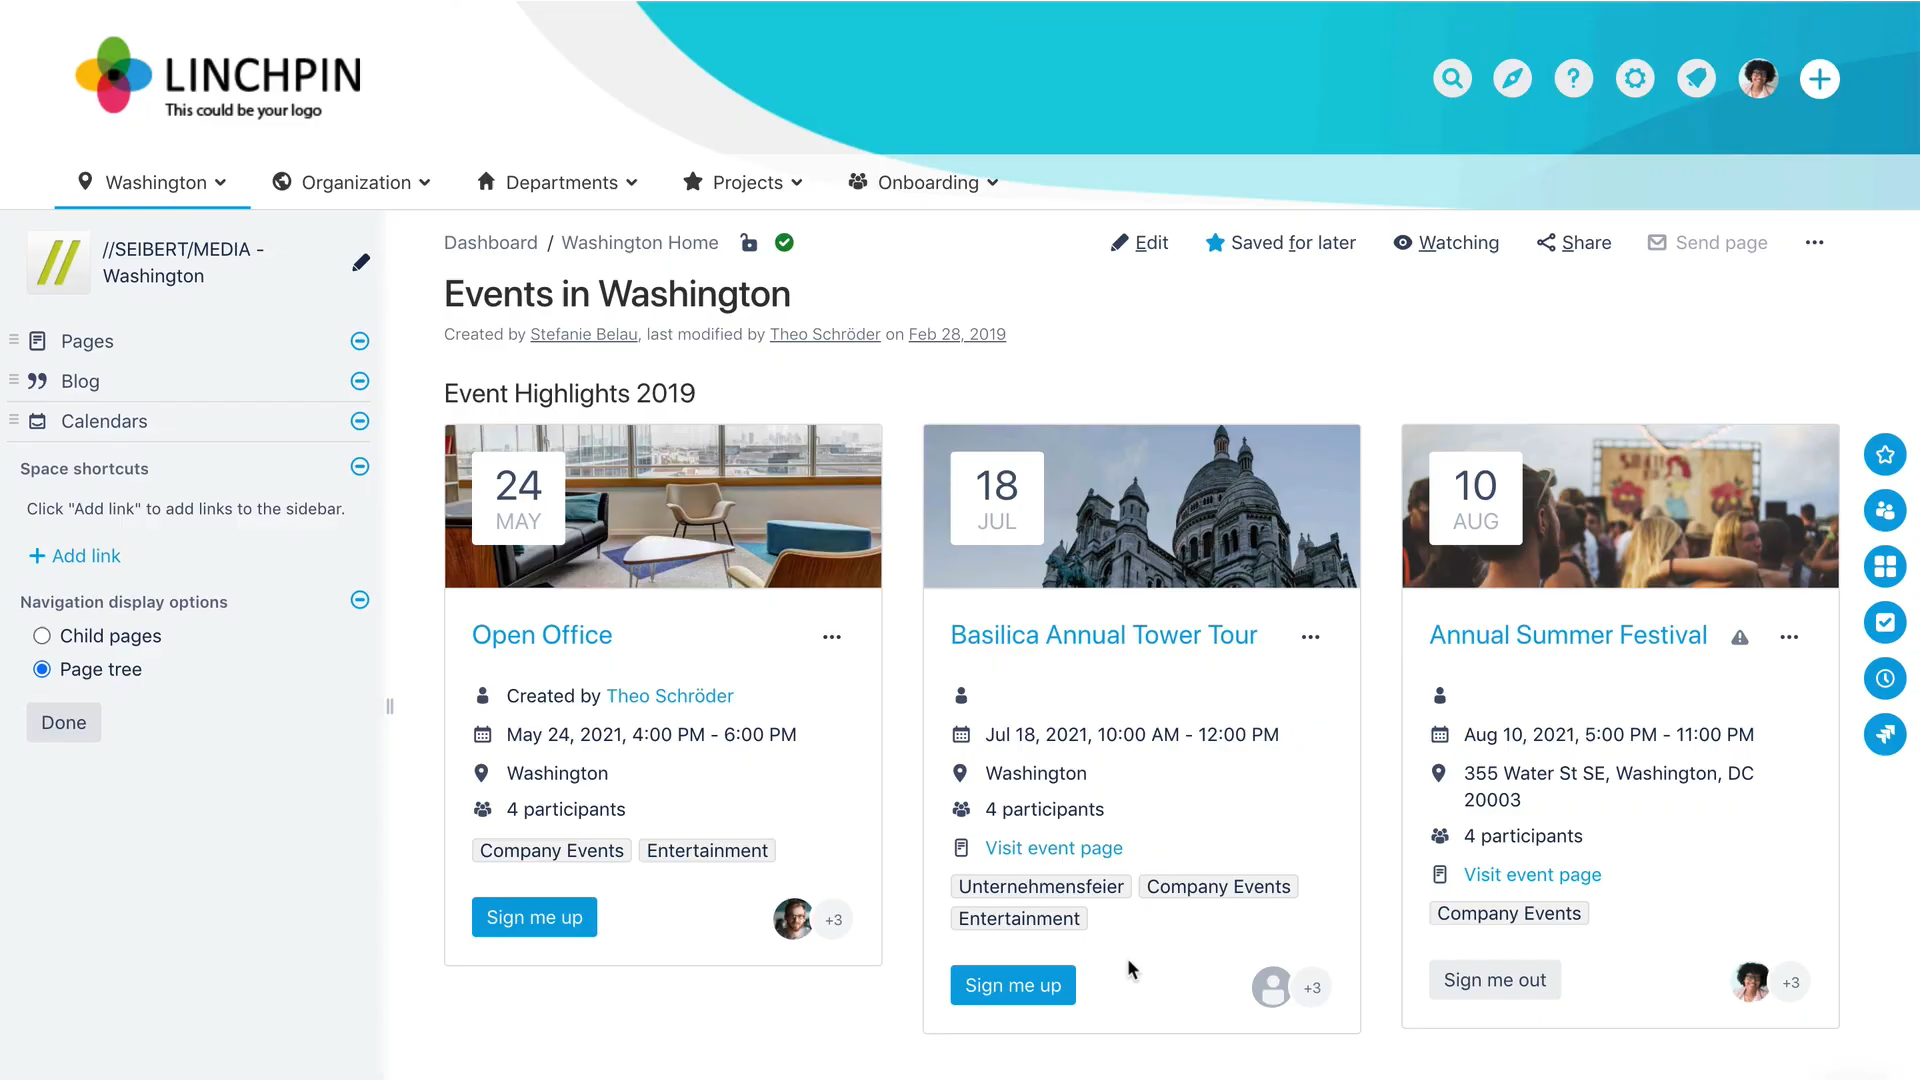 LINCHPIN
This could be your logo
Washington
Organization
Departments
Projects
Onboarding
//SEIBERT/MEDIA -
Washington
Pages
Blog
Calendars
Space shortcuts
Click "Add link" to add links to the sidebar.
+ Add link
Navigation display options
Child pages
Page tree
Done
Dashboard / Washington Home
Edit
Saved for later
Watching
Share
Send page
Events in Washington
Created by Stefanie Belau, last modified by Theo Schröder on Feb 28, 2019
Event Highlights 2019
24
MAY
Open Office
Created by Theo Schröder
May 24, 2021, 4:00 PM - 6:00 PM
Washington
4 participants
Company Events
Entertainment
Sign me up
+3
18
JUL
Basilica Annual Tower Tour
Jul 18, 2021, 10:00 AM - 12:00 PM
Washington
4 participants
Visit event page
Unternehmensfeier
Company Events
Entertainment
Sign me up
+3
10
AUG
Annual Summer Festival
Aug 10, 2021, 5:00 PM - 11:00 PM
355 Water St SE, Washington, DC
20003
4 participants
Visit event page
Company Events
Sign me out
+3